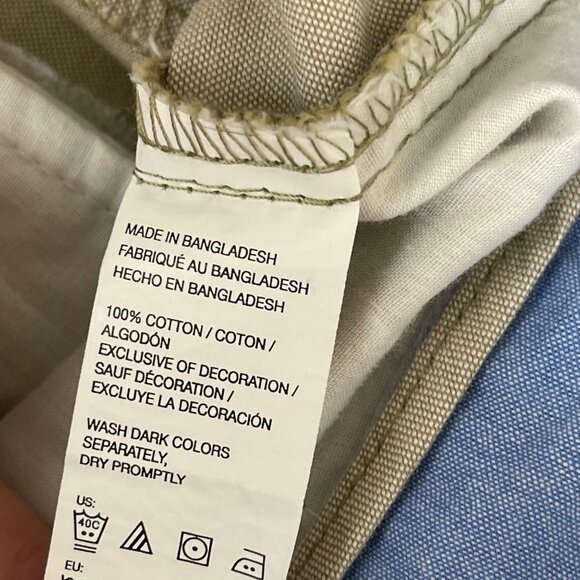 MADE IN BANGLADESH
FABRIQUÉ AU BANGLADESH
HECHO EN BANGLADESH
100% COTTON / COTON /
ALGODÓN
EXCLUSIVE OF DECORATION /
SAUF DÉCORATION /
EXCLUYE LA DECORACIÓN
WASH DARK COLORS
SEPARATELY,
DRY PROMPTLY
US:
40C
EU: